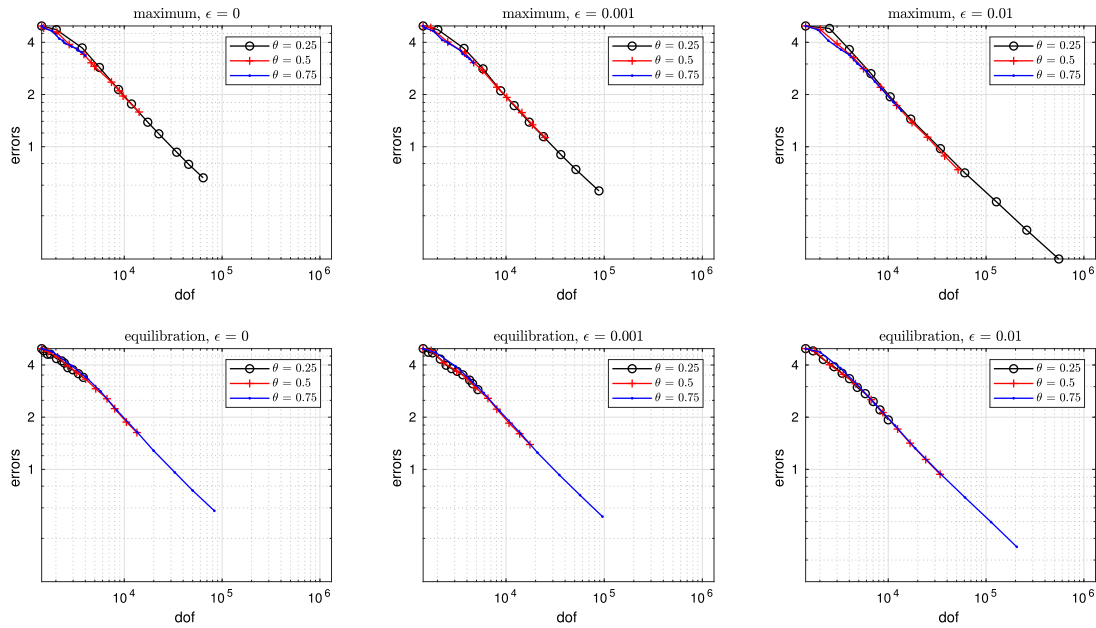 maximum, ϵ = 0
4
2
1
errors
10^4
10^5
10^6
dof
θ = 0.25
θ = 0.5
θ = 0.75
maximum, ϵ = 0.001
4
2
1
errors
10^4
10^5
10^6
dof
θ = 0.25
θ = 0.5
θ = 0.75
maximum, ϵ = 0.01
4
2
1
errors
10^4
10^5
10^6
dof
θ = 0.25
θ = 0.5
θ = 0.75
equilibration, ϵ = 0
4
2
1
errors
10^4
10^5
10^6
dof
θ = 0.25
θ = 0.5
θ = 0.75
equilibration, ϵ = 0.001
4
2
1
errors
10^4
10^5
10^6
dof
θ = 0.25
θ = 0.5
θ = 0.75
equilibration, ϵ = 0.01
4
2
1
errors
10^4
10^5
10^6
dof
θ = 0.25
θ = 0.5
θ = 0.75